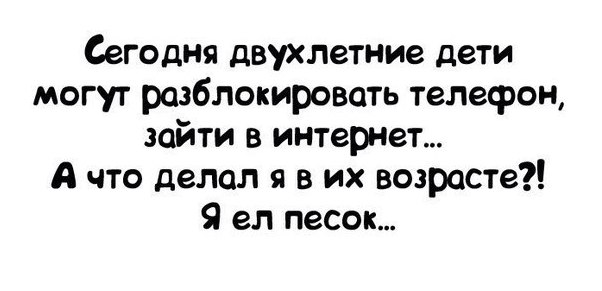 Сегодня двухлетние дети
могут разблокировать телефон,
зайти в интернет...
А что делал я в их возрасте?!
Я ел песок...